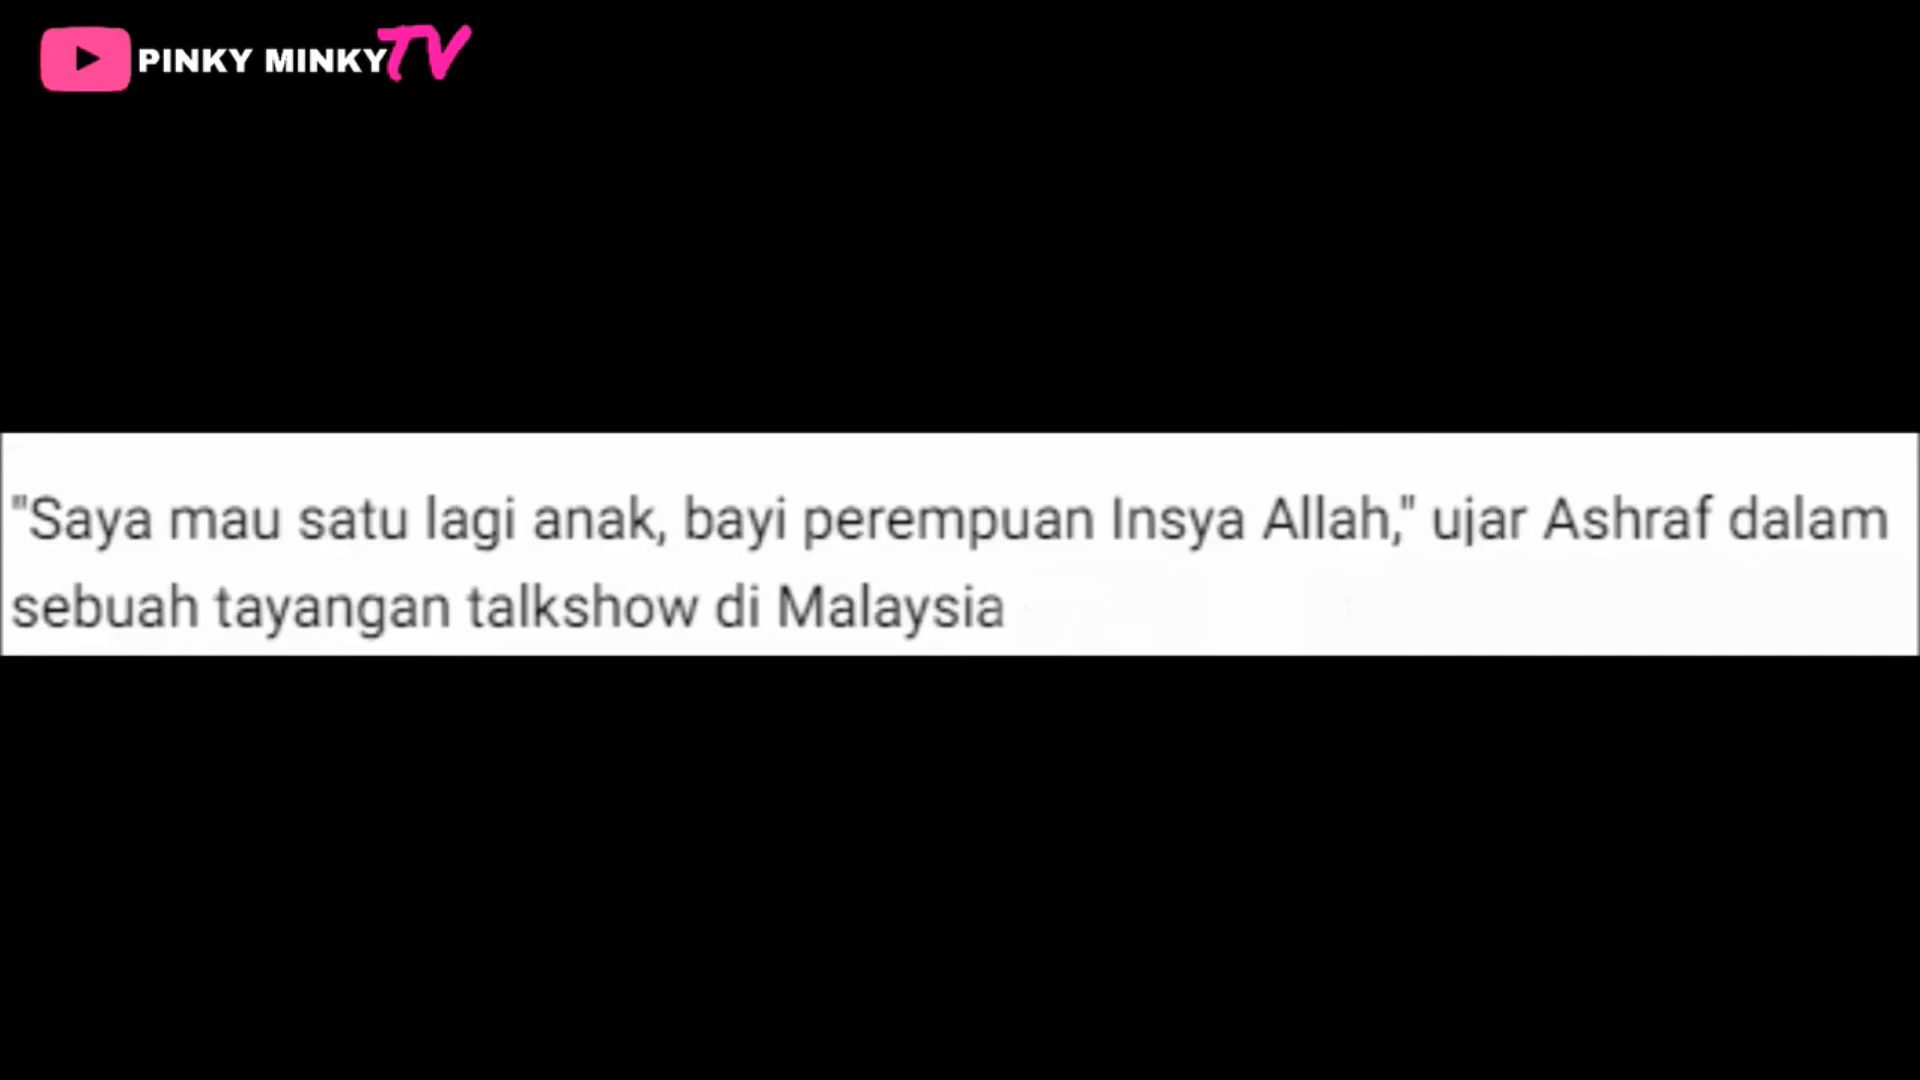 PINKY MINKY TV
"Saya mau satu lagi anak, bayi perempuan Insya Allah," ujar Ashraf dalam
sebuah tayangan talkshow di Malaysia